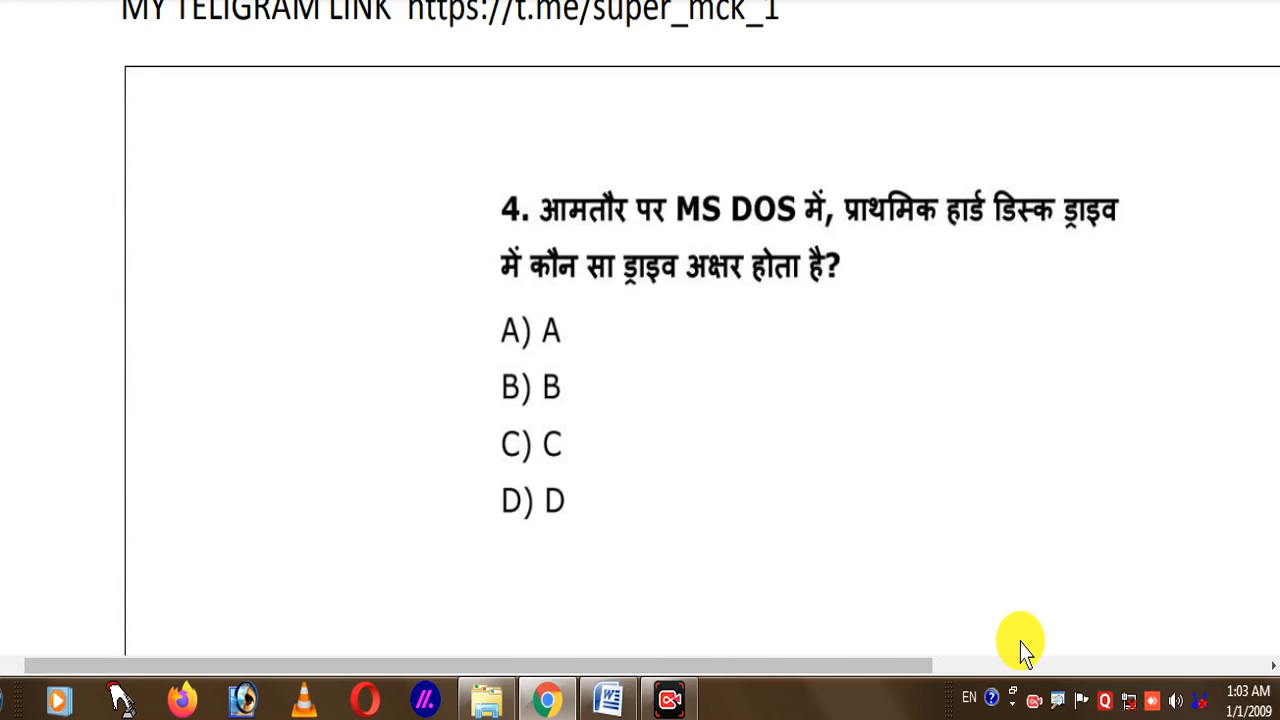 MY TELIGRAM LINK  https://t.me/super_mck_1
4. आमतौर पर MS DOS में, प्राथमिक हार्ड डिस्क ड्राइव
में कौन सा ड्राइव अक्षर होता है?
A) A
B) B
C) C
D) D
EN
1:03 AM
1/1/2009